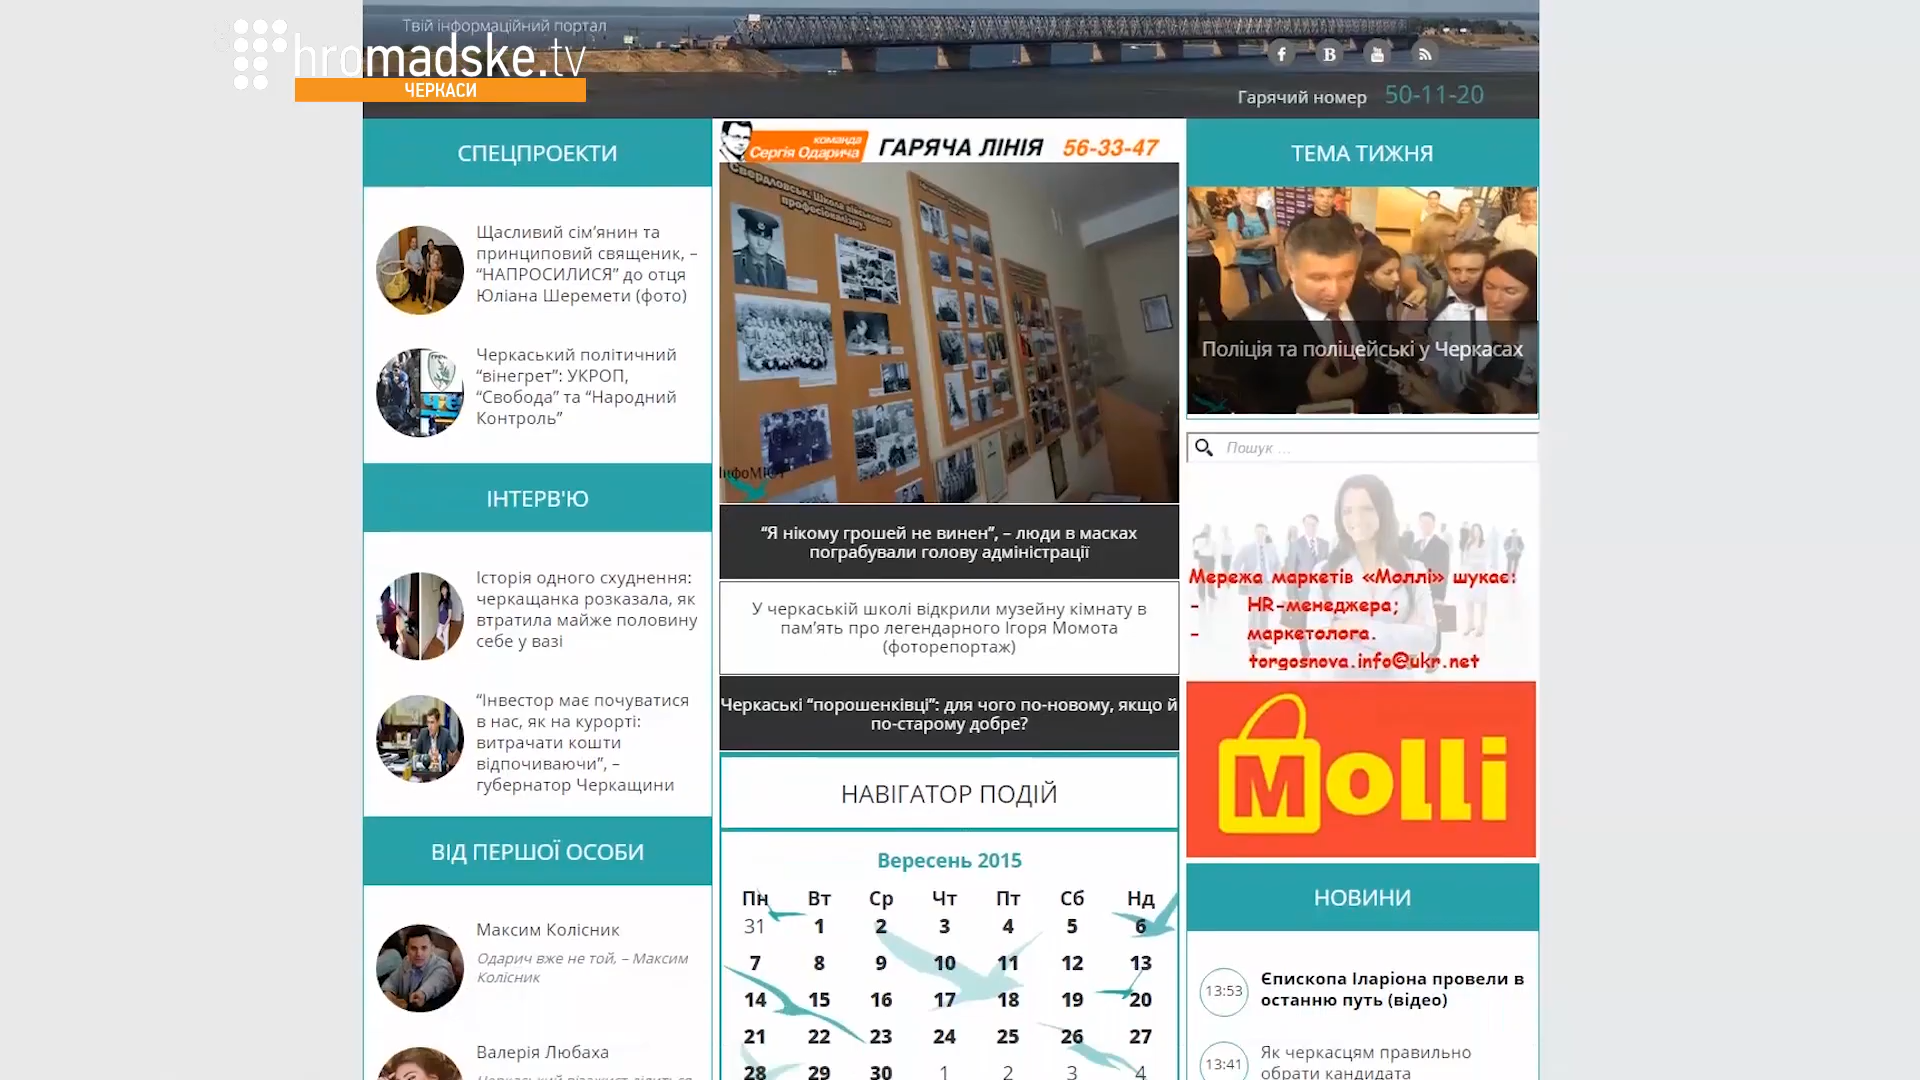 Твій інформаційний портал
hromadske.tv
ЧЕРКАСИ
Гарячий номер 50-11-20
СПЕЦПРОЕКТИ
Щасливий сім’янин та
принциповий священик, –
“НАПРОСИЛИСЯ” до отця
Юліана Шеремети (фото)
Черкаський політичний
“вінегрет”: УКРОП,
“Свобода” та “Народний
Контроль”
ІНТЕРВ'Ю
Історія одного схуднення:
черкащанка розказала, як
втратила майже половину
себе у вазі
“Інвестор має почуватися
в нас, як на курорті:
витрачати кошти
відпочиваючи”, –
губернатор Черкащини
ВІД ПЕРШОЇ ОСОБИ
Максим Колісник
Одарич вже не той, – Максим
Колісник
Валерія Любаха
команда
Сергія Одарича
ГАРЯЧА ЛІНІЯ 56-33-47
Свердловськ. Школа військового
професіоналізму.
“Я нікому грошей не винен”, – люди в масках
пограбували голову адміністрації
У черкаській школі відкрили музейну кімнату в
пам’ять про легендарного Ігоря Момота
(фоторепортаж)
Черкаські “порошенківці”: для чого по-новому, якщо й
по-старому добре?
НАВІГАТОР ПОДІЙ
Вересень 2015
Пн Вт Ср Чт Пт Сб Нд
31 1 2 3 4 5 6
7 8 9 10 11 12 13
14 15 16 17 18 19 20
21 22 23 24 25 26 27
28 29 30 1 2 3 4
ТЕМА ТИЖНЯ
Поліція та поліцейські у Черкасах
Пошук …
Мережа маркетів «Моллі» шукає:
- HR-менеджера;
- маркетолога.
torgosnova.info@ukr.net
Molli
НОВИНИ
13:53
Єпископа Іларіона провели в
останню путь (відео)
13:41
Як черкасцям правильно
обрати кандидата